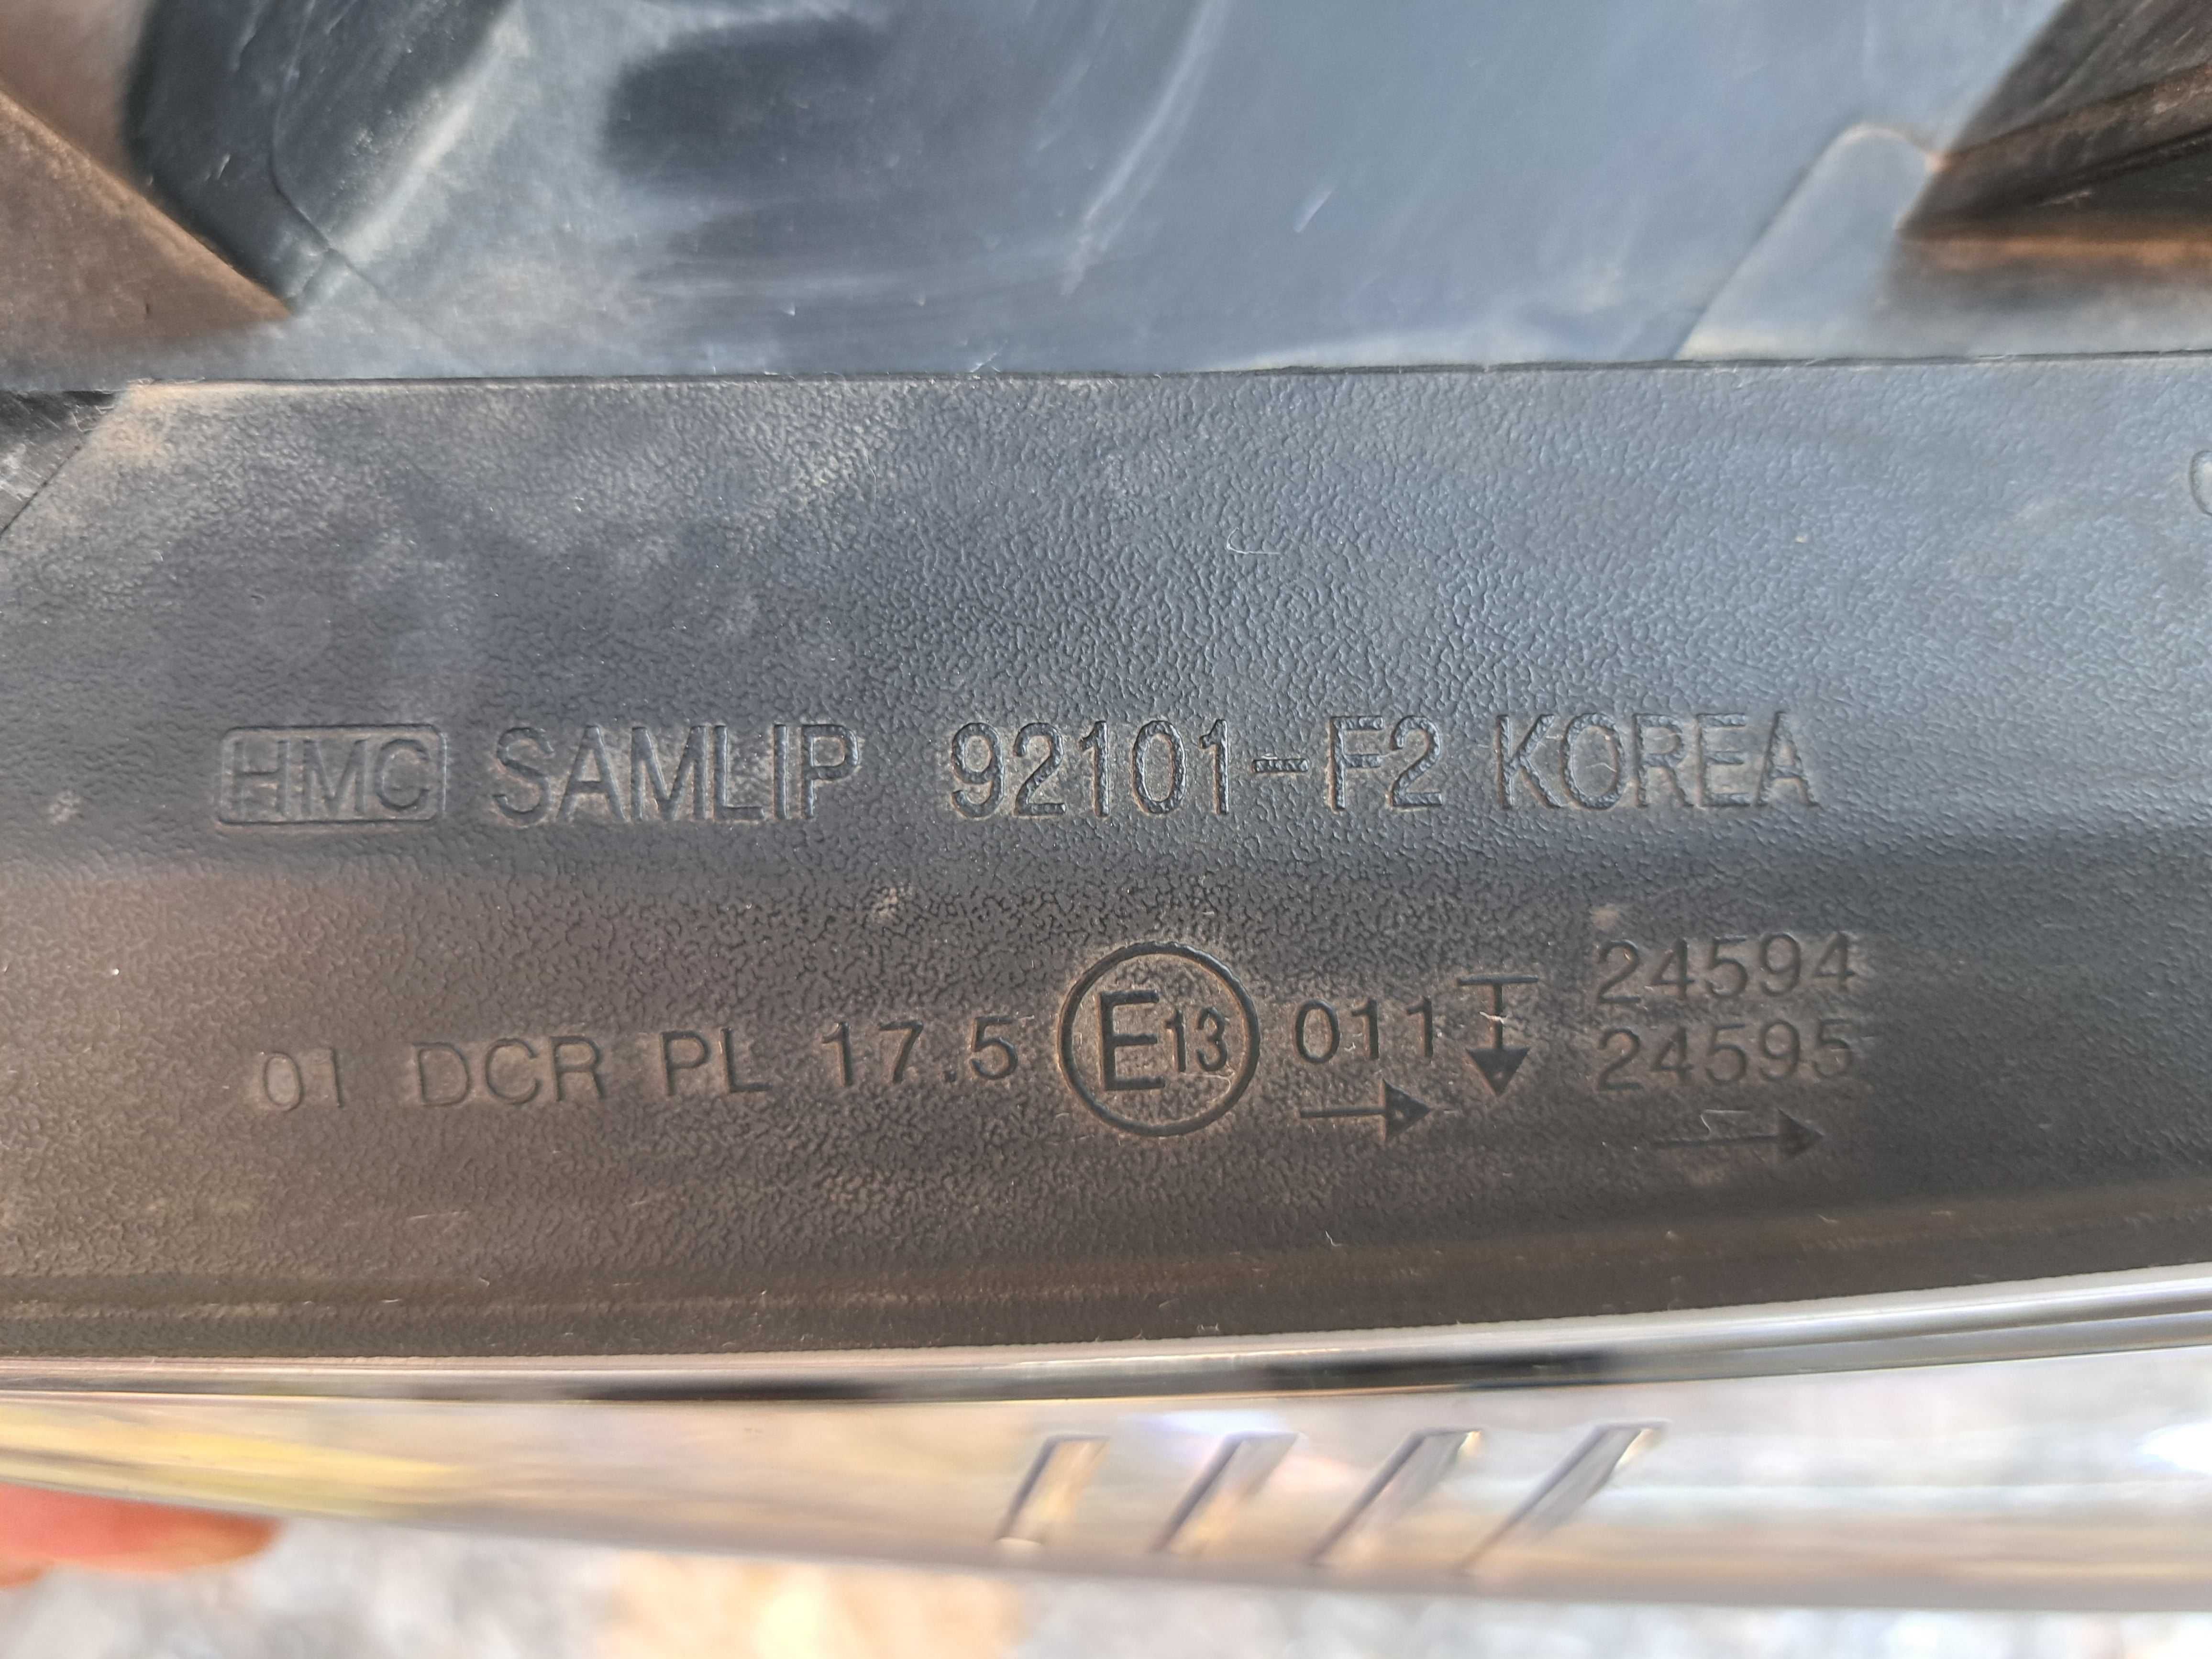 HMC SAMLIP 92101-F2 KOREA
01 DCR PL 17.5 E13 011 24594
24595